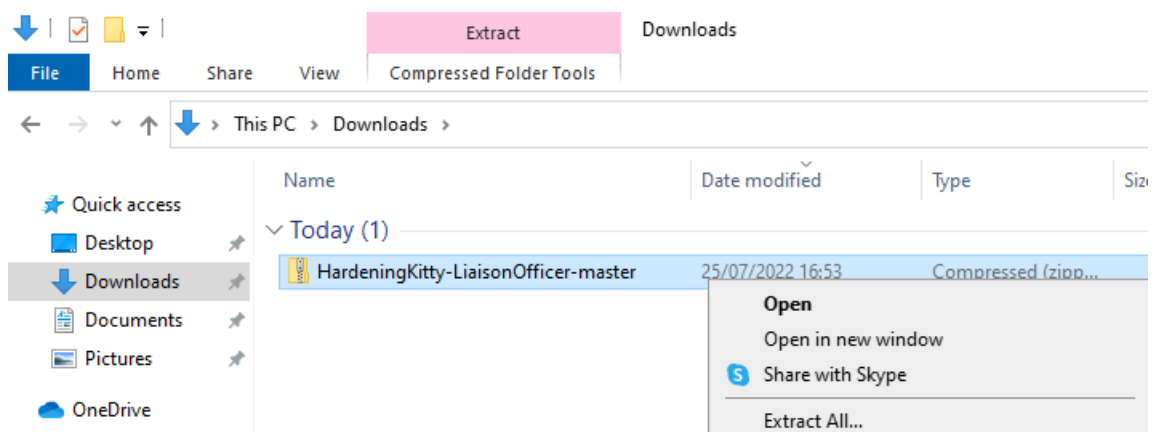 Extract
Downloads
File
Home
Share
View
Compressed Folder Tools
This PC
Downloads
Name
Date modified
Type
Quick access
Today (1)
Desktop
HardeningKitty-LiaisonOfficer-master
25/07/2022 16:53
Compressed (zipp...
Downloads
Open
Documents
Open in new window
Pictures
Share with Skype
OneDrive
Extract All...